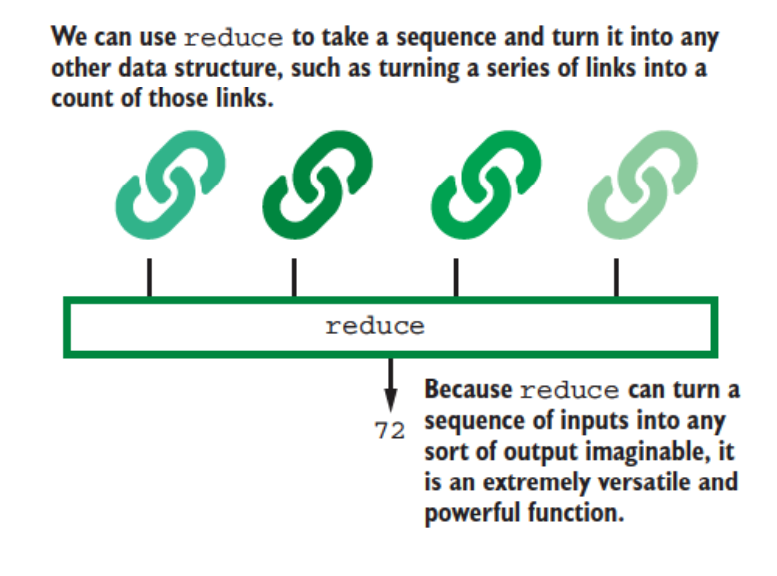 We can use reduce to take a sequence and turn it into any
other data structure, such as turning a series of links into a
count of those links.
reduce
72
Because reduce can turn a
sequence of inputs into any
sort of output imaginable, it
is an extremely versatile and
powerful function.